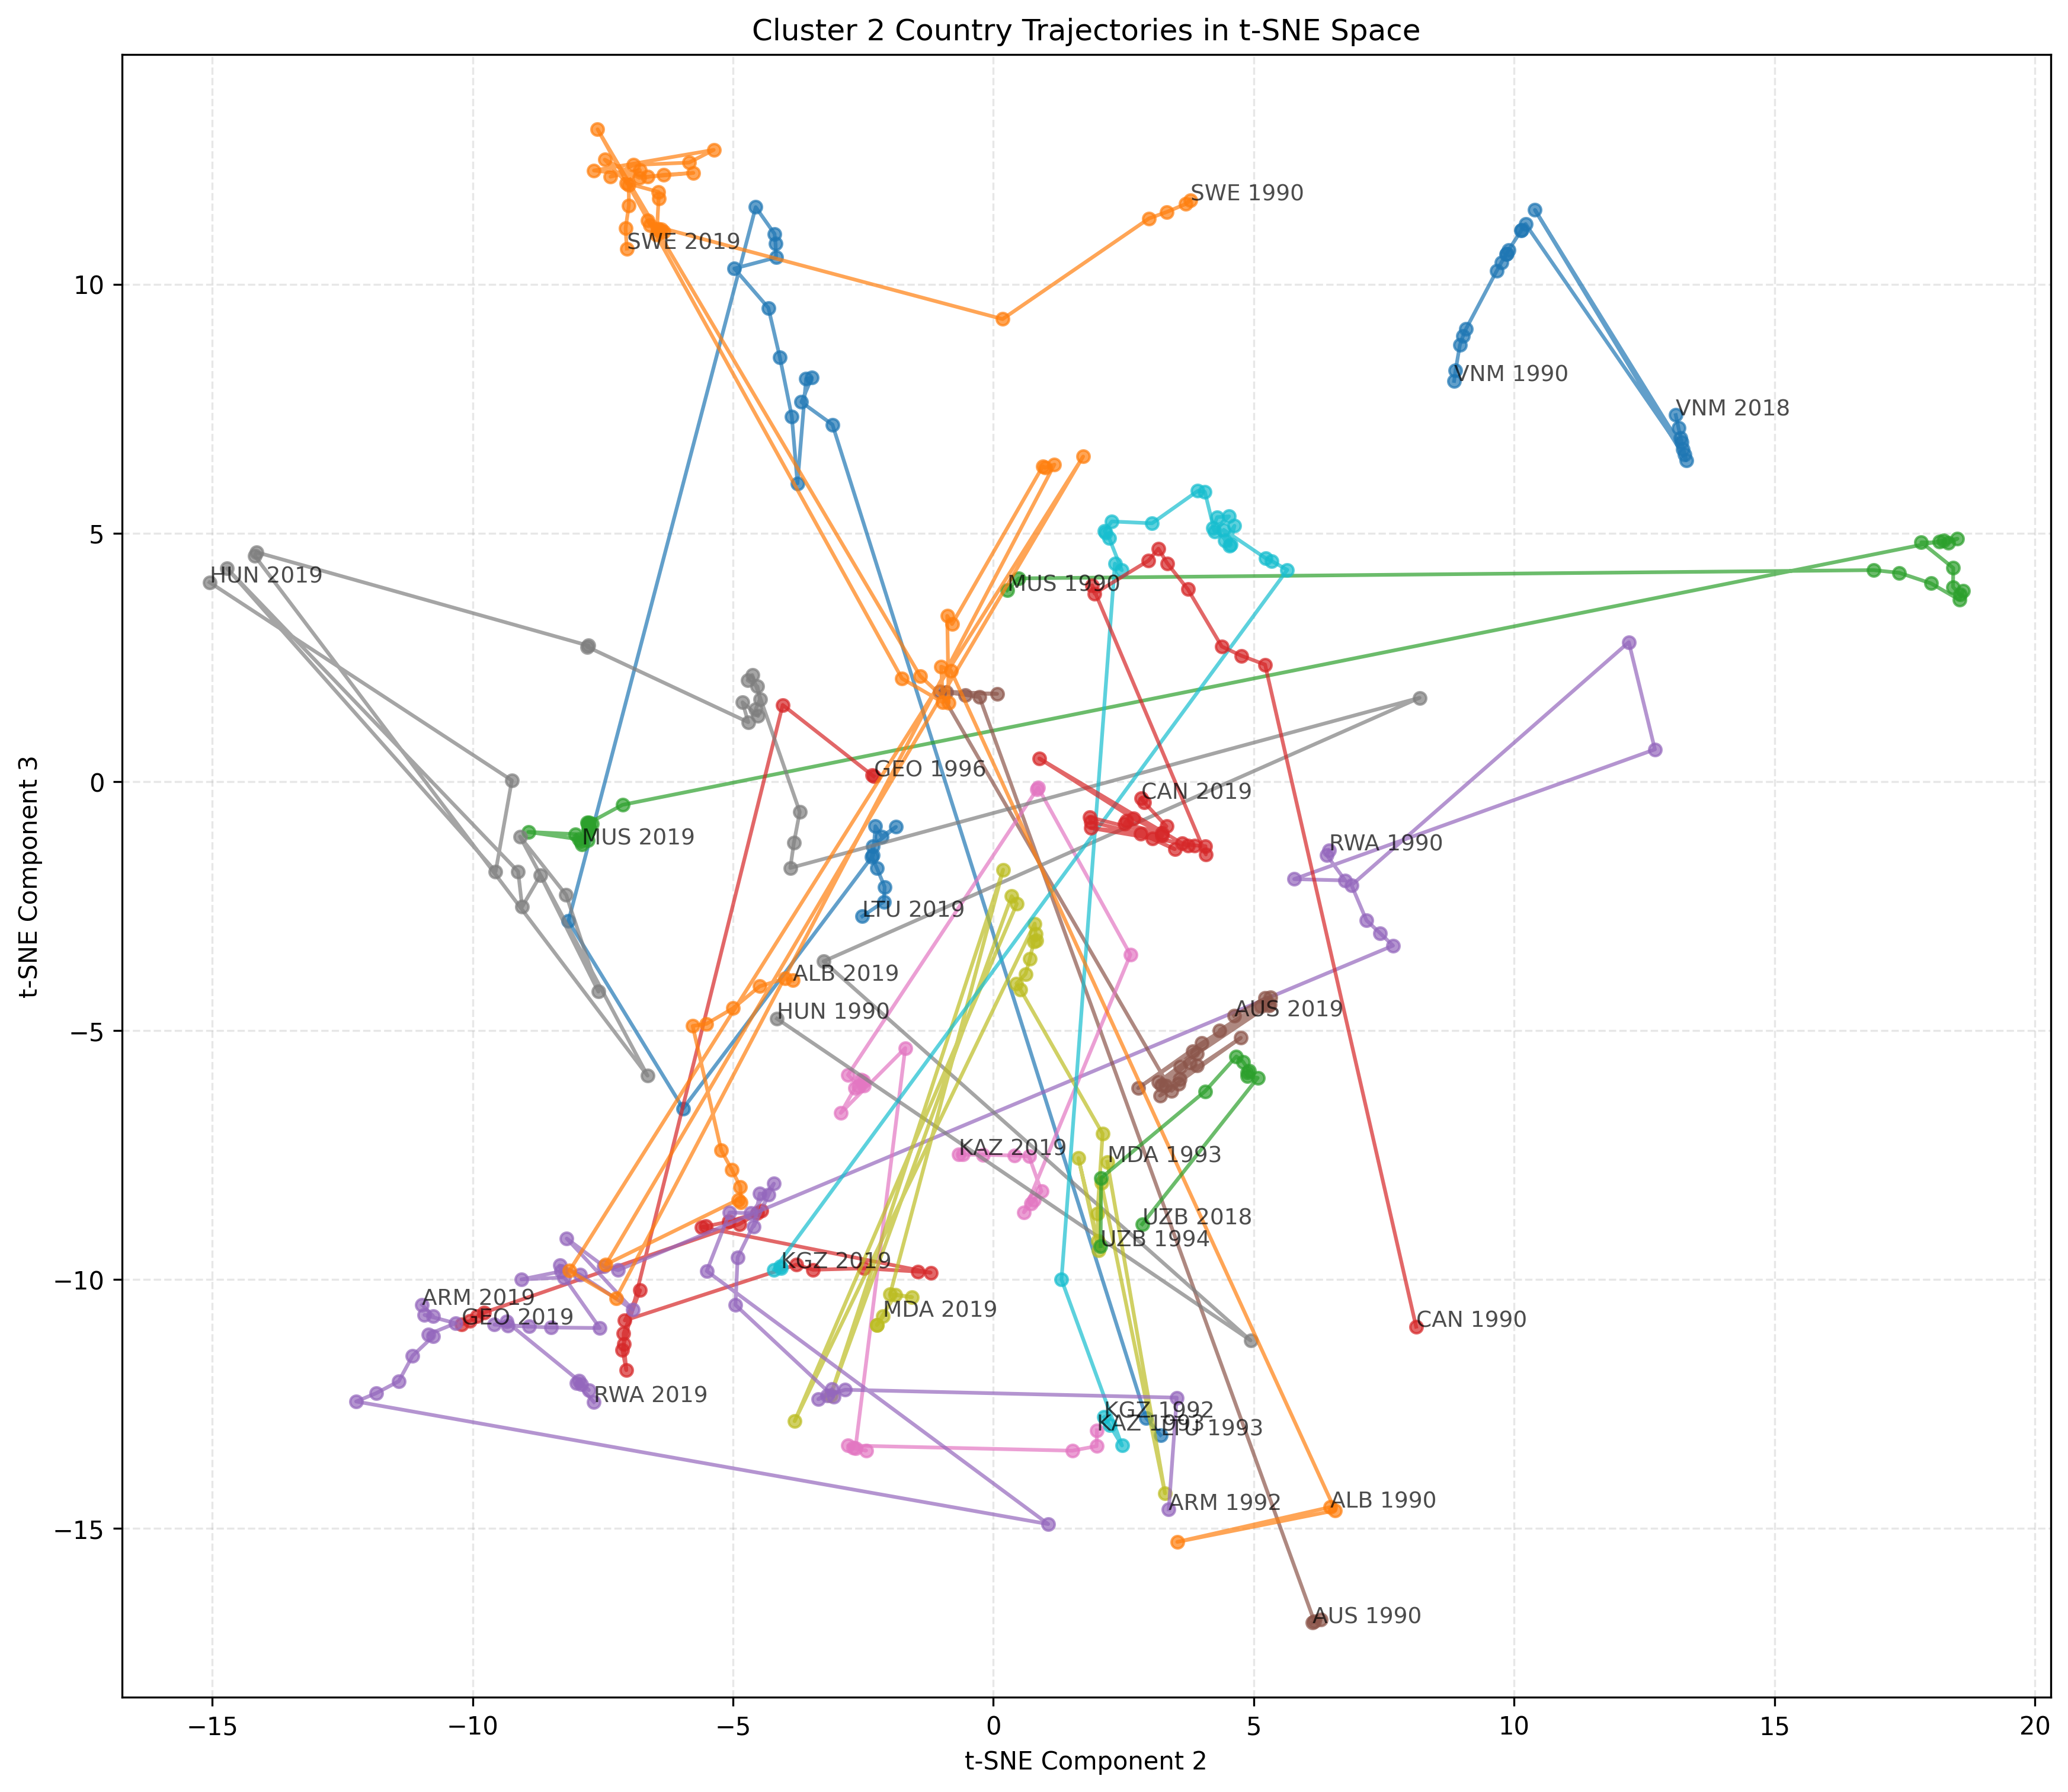 Cluster 2 Country Trajectories in t-SNE Space
SWE 1990
SWE 2019
10
VNM 1990
VNM 2018
5
HUN 2019
MUS 1990
0
GEO 1996
CAN 2019
MUS 2019
RWA 1990
LTU 2019
ALB 2019
HUN 1990
AUS 2019
−5
KAZ 2019
MDA 1993
UZB 2018
UZB 1994
KGZ 2019
−10
ARM 2019
GEO 2019
MDA 2019
CAN 1990
RWA 2019
KGZ 1992
KAZ 1993
LTU 1993
ARM 1992
ALB 1990
−15
AUS 1990
−15 −10 −5 0 5 10 15 20
t-SNE Component 2
t-SNE Component 3